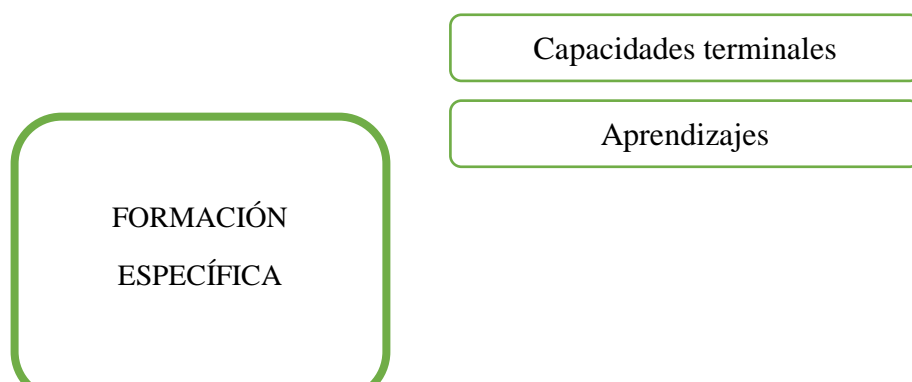 Capacidades terminales
Aprendizajes
FORMACIÓN
ESPECÍFICA